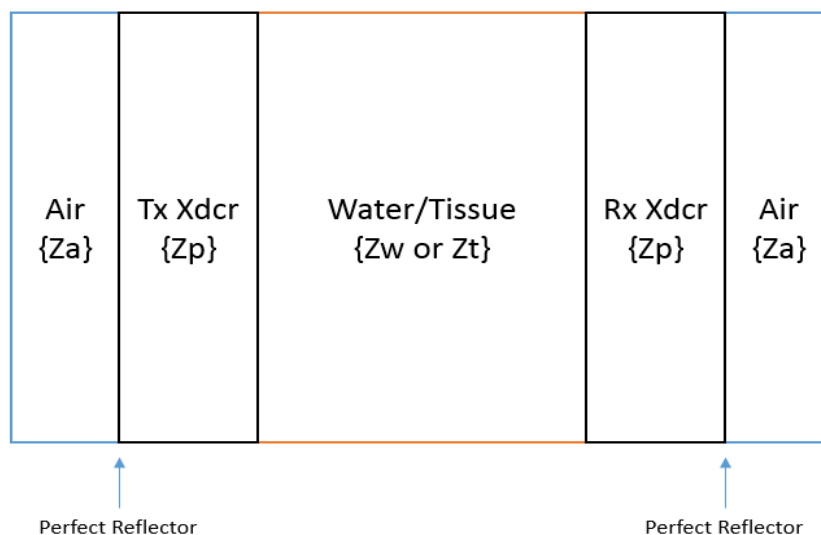 Air
{Za}
Tx Xdcr
{Zp}
Water/Tissue
{Zw or Zt}
Rx Xdcr
{Zp}
Air
{Za}
Perfect Reflector
Perfect Reflector